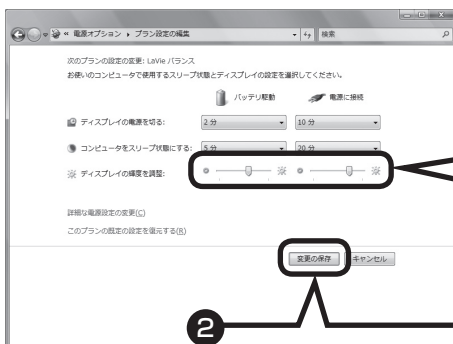 « 電源オプション ▸ プラン設定の編集
検索
次のプランの設定の変更: LaVie バランス
お使いのコンピュータで使用するスリープ状態とディスプレイの設定を選択してください。
バッテリ駆動 電源に接続
ディスプレイの電源を切る: 2 分 10 分
コンピュータをスリープ状態にする: 5 分 20 分
ディスプレイの輝度を調整:
詳細な電源設定の変更(C)
このプランの既定の設定を復元する(R)
変更の保存 キャンセル
2